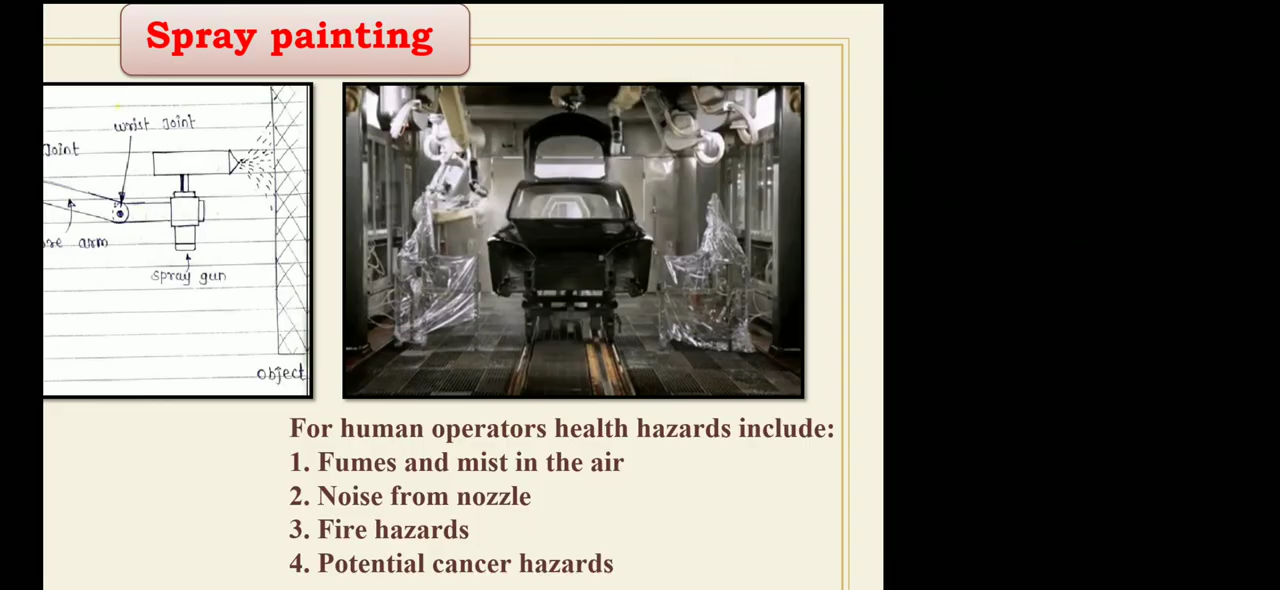 Spray painting
wrist Joint
Joint
arm
spray gun
object
For human operators health hazards include:
1. Fumes and mist in the air
2. Noise from nozzle
3. Fire hazards
4. Potential cancer hazards